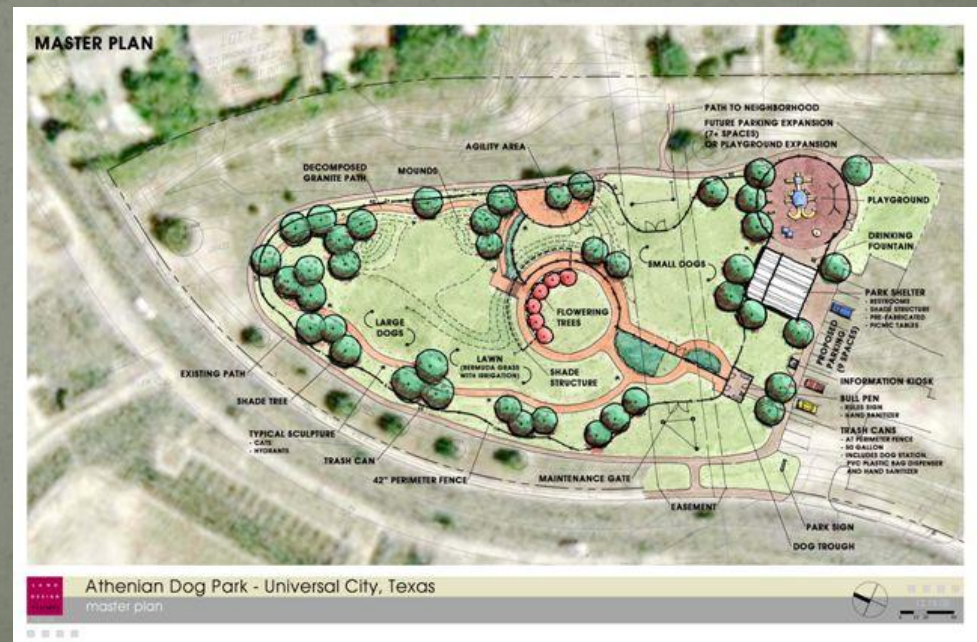 MASTER PLAN
PATH TO NEIGHBORHOOD
FUTURE PARKING EXPANSION
(7+ SPACES)
OR PLAYGROUND EXPANSION
AGILITY AREA
DECOMPOSED
GRANITE PATH
MOUNDS
PLAYGROUND
DRINKING
FOUNTAIN
SMALL DOGS
PARK SHELTER
- RESTROOMS
- SHADE STRUCTURE
- PRE-FABRICATED
- PICNIC TABLES
FLOWERING
TREES
LARGE
DOGS
PROPOSED
PARKING
(9 SPACES)
LAWN
(BERMUDA GRASS
WITH IRRIGATION)
SHADE
STRUCTURE
EXISTING PATH
INFORMATION KIOSK
SHADE TREE
BULL PEN
- RULES SIGN
- HAND SANITIZER
TYPICAL SCULPTURE
- CATS
- HYDRANTS
TRASH CANS
- AT PERIMETER FENCE
- 50 GALLON
- INCLUDES DOG STATION,
PVC PLASTIC BAG DISPENSER
AND HAND SANITIZER
TRASH CAN
42" PERIMETER FENCE
MAINTENANCE GATE
EASEMENT
PARK SIGN
DOG TROUGH
LAND
DESIGN
Athenian Dog Park - Universal City, Texas
master plan